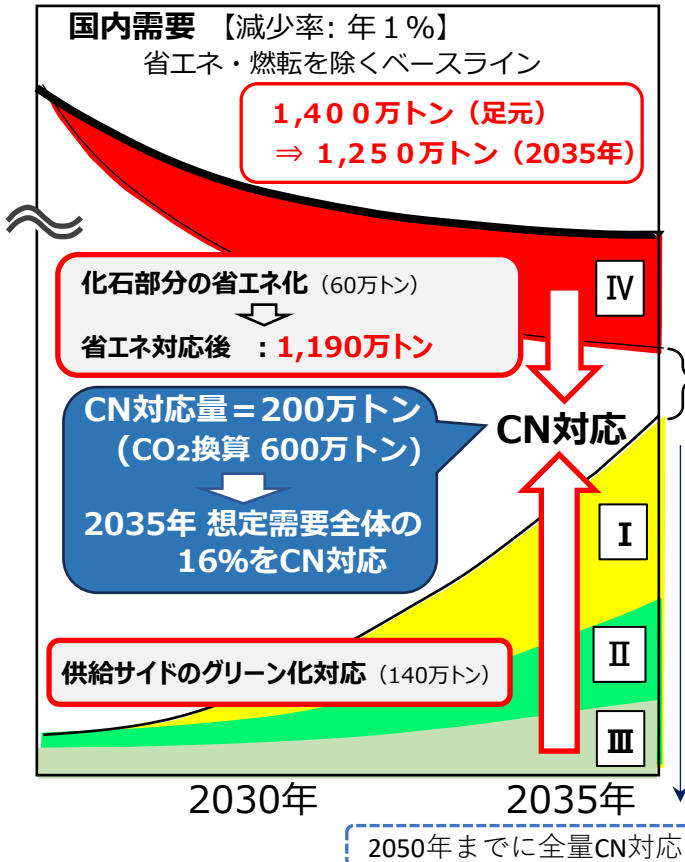 国内需要 【減少率: 年１%】
省エネ・燃転を除くベースライン
1,４００万トン（足元）
⇒ 1,２５０万トン（2035年）
化石部分の省エネ化（60万トン）
省エネ対応後 ：1,190万トン
Ⅳ
CN対応量＝200万トン
(CO₂換算 600万トン)
2035年 想定需要全体の
16%をCN対応
CN対応
Ⅰ
供給サイドのグリーン化対応（140万トン）
Ⅱ
Ⅲ
2030年
2035年
2050年までに全量CN対応